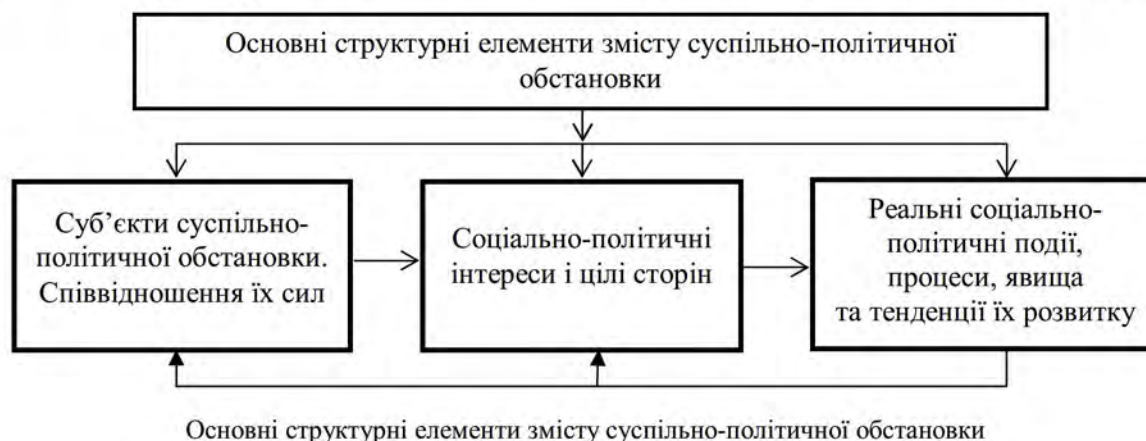 Основні структурні елементи змісту суспільно-політичної
обстановки
Суб’єкти суспільно-
політичної обстановки.
Співвідношення їх сил
Соціально-політичні
інтереси і цілі сторін
Реальні соціально-
політичні події,
процеси, явища
та тенденції їх розвитку
Основні структурні елементи змісту суспільно-політичної обстановки